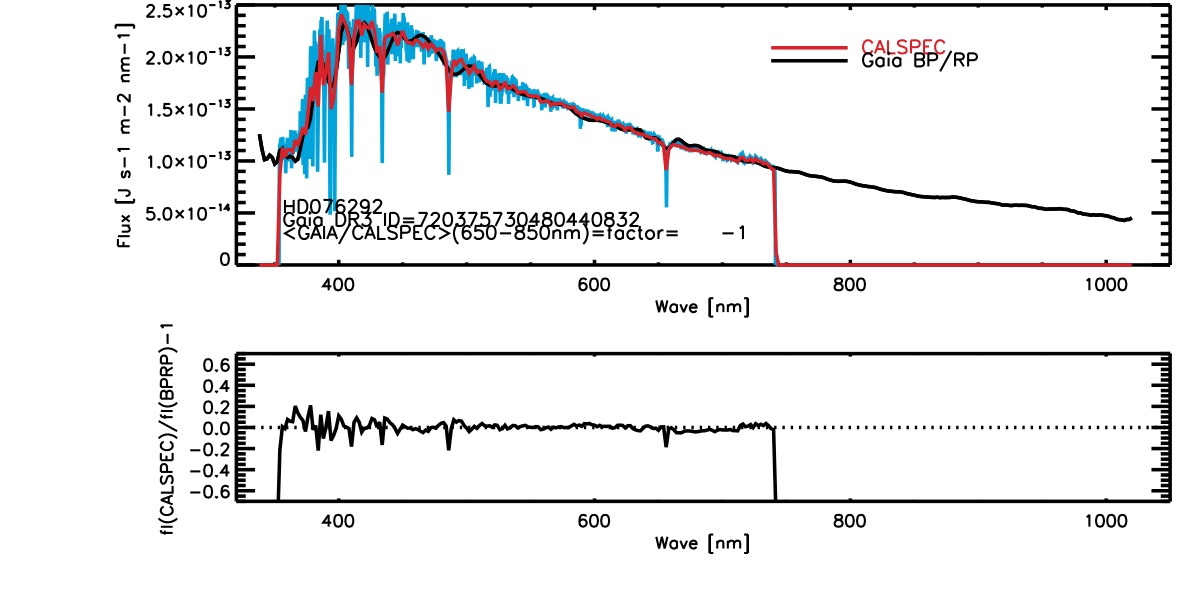 2.5×10⁻¹³
2.0×10⁻¹³
1.5×10⁻¹³
1.0×10⁻¹³
5.0×10⁻¹⁴
0
Flux [J s−1 m−2 nm−1]
CALSPEC
Gaia BP/RP
HD076292
Gaia DR3 ID=720375730480440832
<GAIA/CALSPEC>(650−850nm)=factor= −1
400 600 800 1000
Wave [nm]
fl(CALSPEC)/fl(BPRP)−1
0.6
0.4
0.2
0.0
−0.2
−0.4
−0.6
400 600 800 1000
Wave [nm]